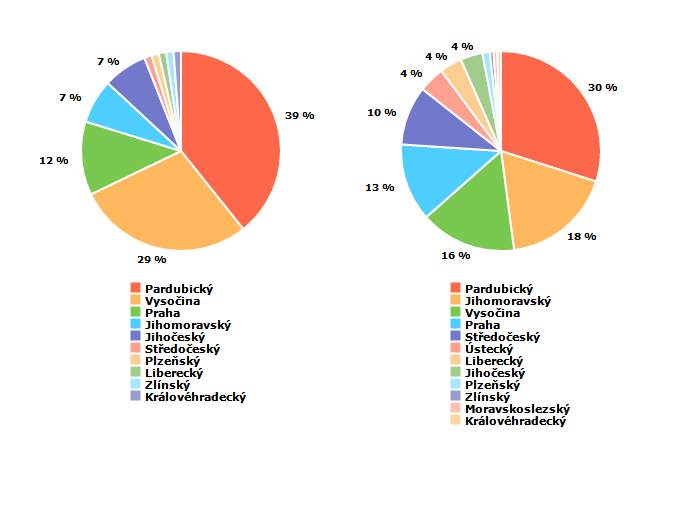 39 %
29 %
12 %
7 %
7 %
Pardubický
Vysočina
Praha
Jihomoravský
Jihočeský
Středočeský
Plzeňský
Liberecký
Zlínský
Královéhradecký
30 %
18 %
16 %
13 %
10 %
4 %
4 %
4 %
Pardubický
Jihomoravský
Vysočina
Praha
Středočeský
Ústecký
Liberecký
Jihočeský
Plzeňský
Zlínský
Moravskoslezský
Královéhradecký